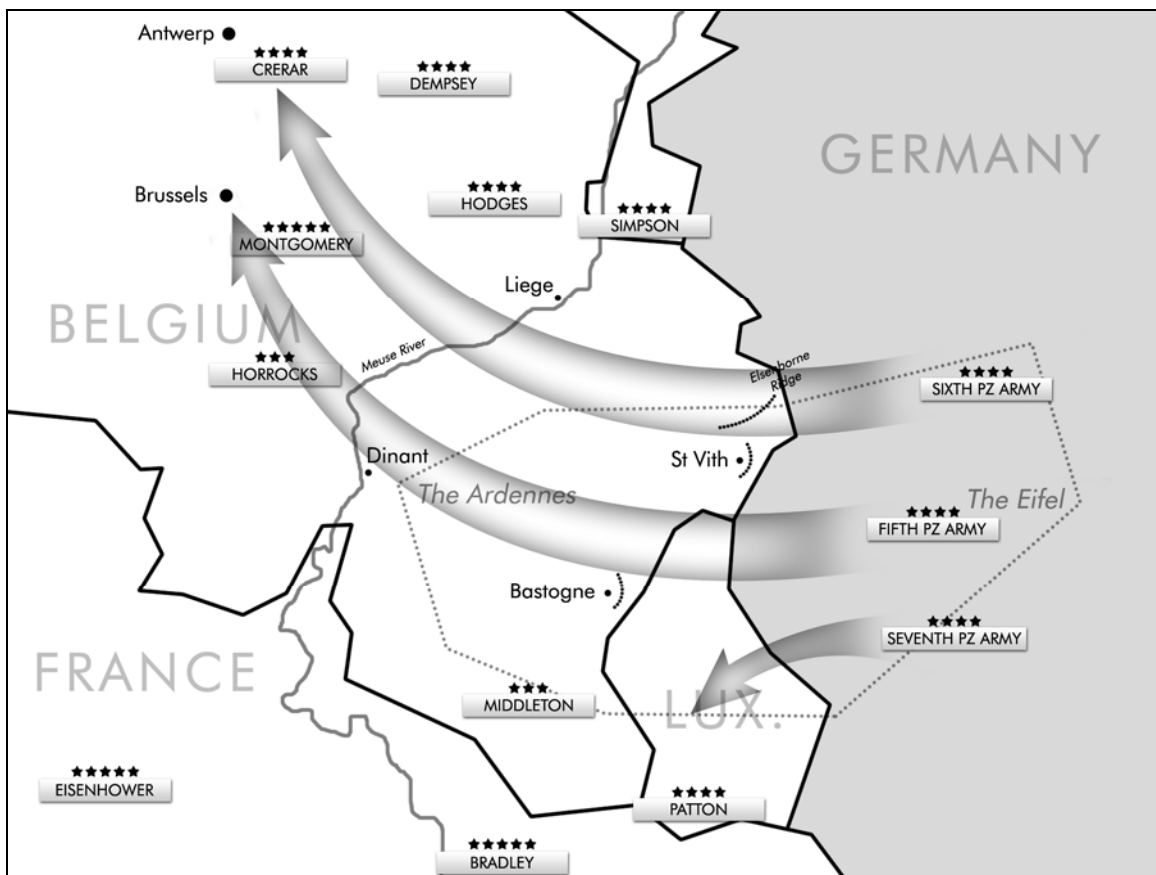 Antwerp
★★★★
CRERAR
★★★★
DEMPSEY
GERMANY
Brussels
★★★★
HODGES
★★★★
SIMPSON
★★★★★
MONTGOMERY
Liege
BELGIUM
Meuse River
★★★
HORROCKS
Elsenborne
Ridge
★★★★
SIXTH PZ ARMY
Dinant
St Vith
The Ardennes
The Eifel
★★★★
FIFTH PZ ARMY
Bastogne
★★★★
SEVENTH PZ ARMY
FRANCE
★★★
MIDDLETON
LUX.
★★★★★
EISENHOWER
★★★★
PATTON
★★★★★
BRADLEY